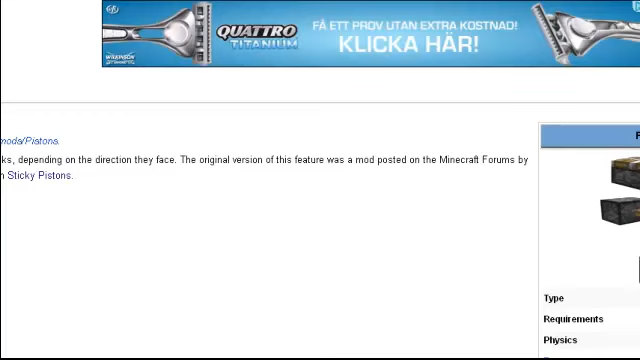 QUATTRO
TITANIUM
FÅ ETT PROV UTAN EXTRA KOSTNAD!
KLICKA HÄR!
WILKINSON
mods/Pistons.
ks, depending on the direction they face. The original version of this feature was a mod posted on the Minecraft Forums by
n Sticky Pistons.
P
Type
Requirements
Physics